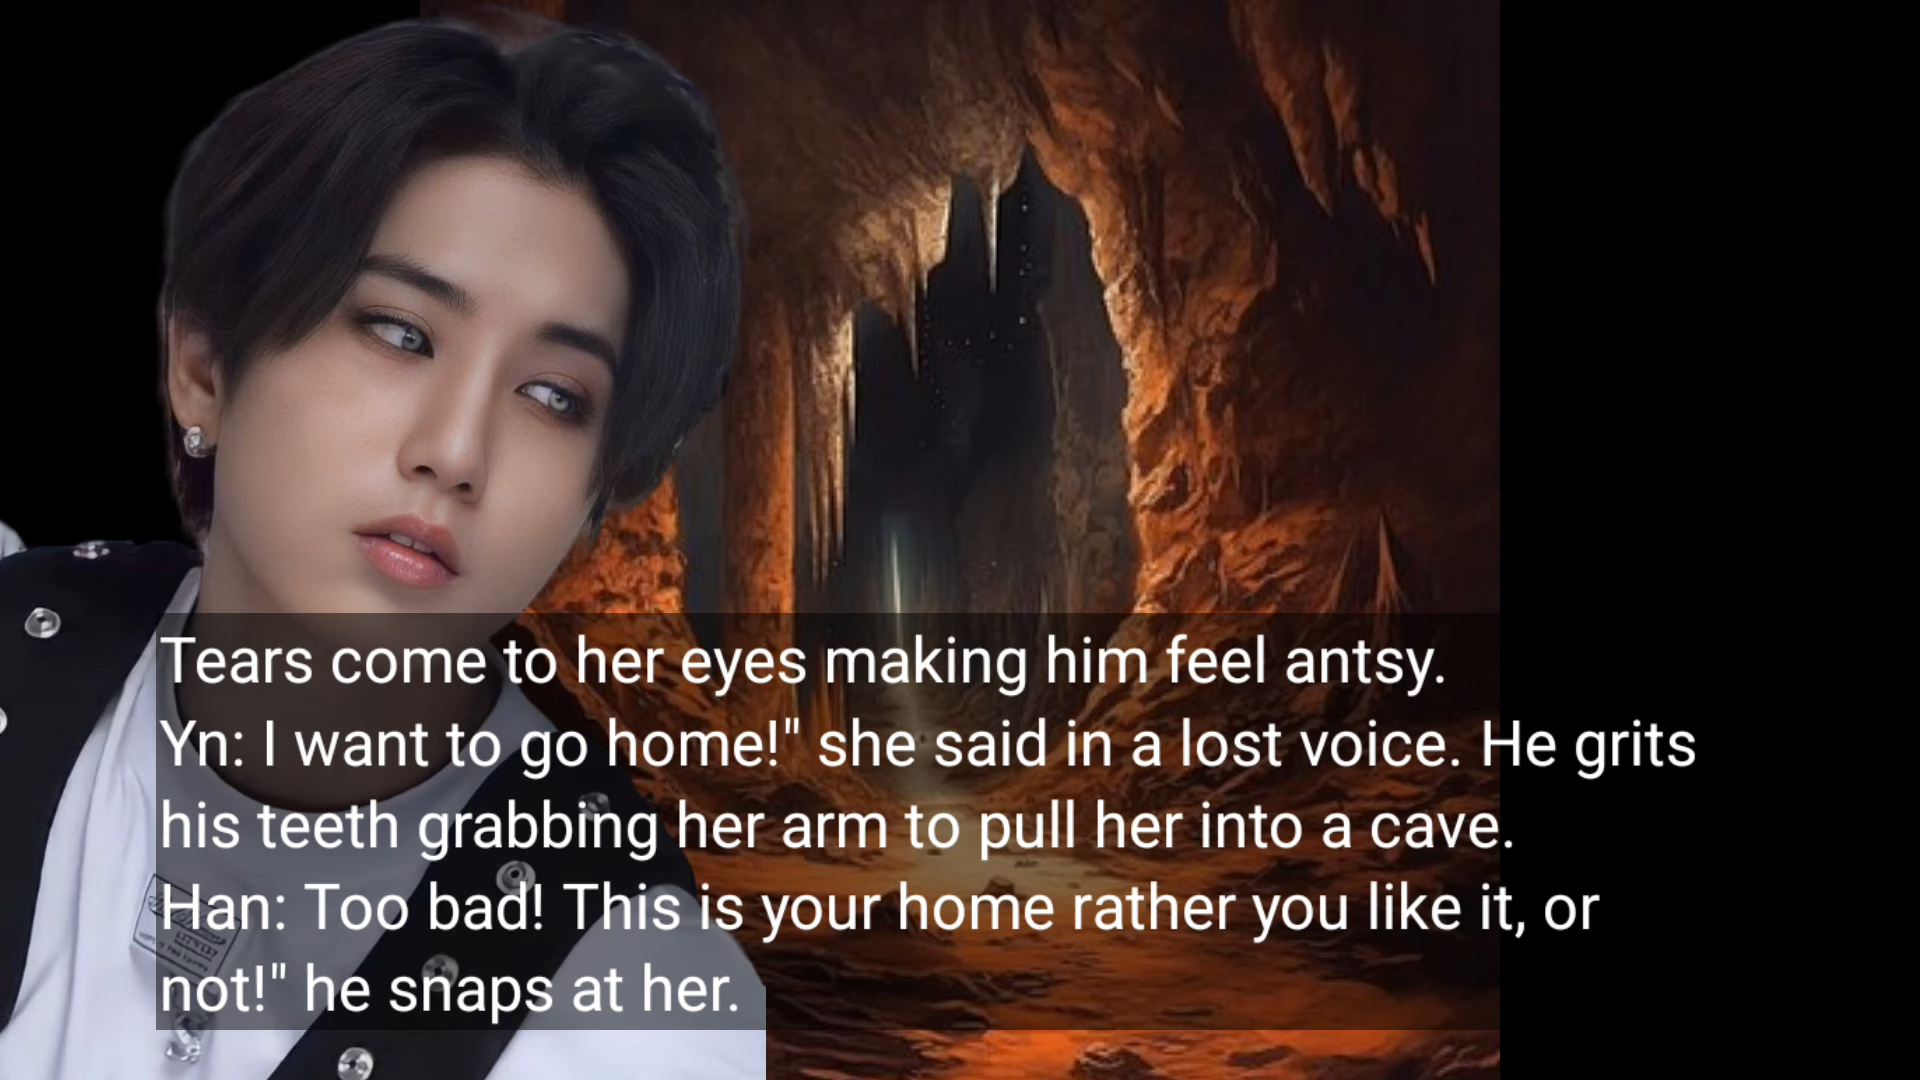 Tears come to her eyes making him feel antsy.
Yn: I want to go home!" she said in a lost voice. He grits
his teeth grabbing her arm to pull her into a cave.
Han: Too bad! This is your home rather you like it, or
not!" he snaps at her.